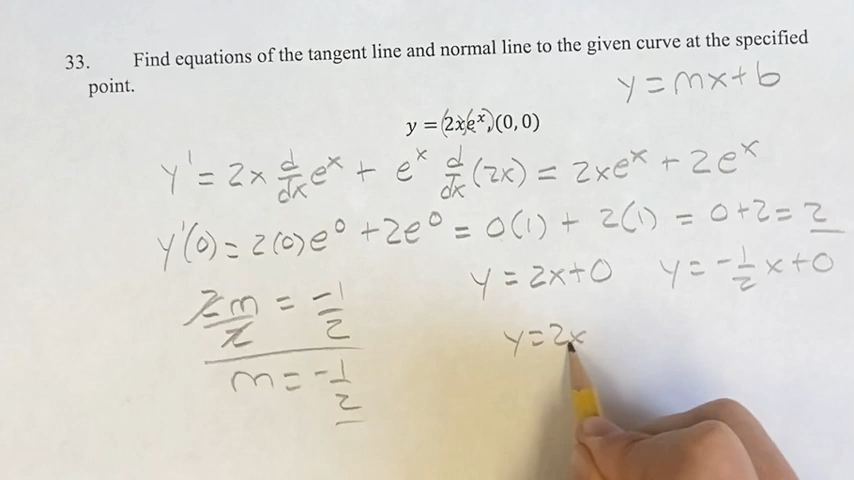 33. Find equations of the tangent line and normal line to the given curve at the specified
point.
y = mx + b
y = (2x)(e^x), (0, 0)
y' = 2x d/dx e^x + e^x d/dx (2x) = 2xe^x + 2e^x
y'(0) = 2(0)e^0 + 2e^0 = 0(1) + 2(1) = 0+2 = 2
y = 2x+0 y = -1/2 x+0
2m/2 = -1/2
y = 2x
m = -1/2